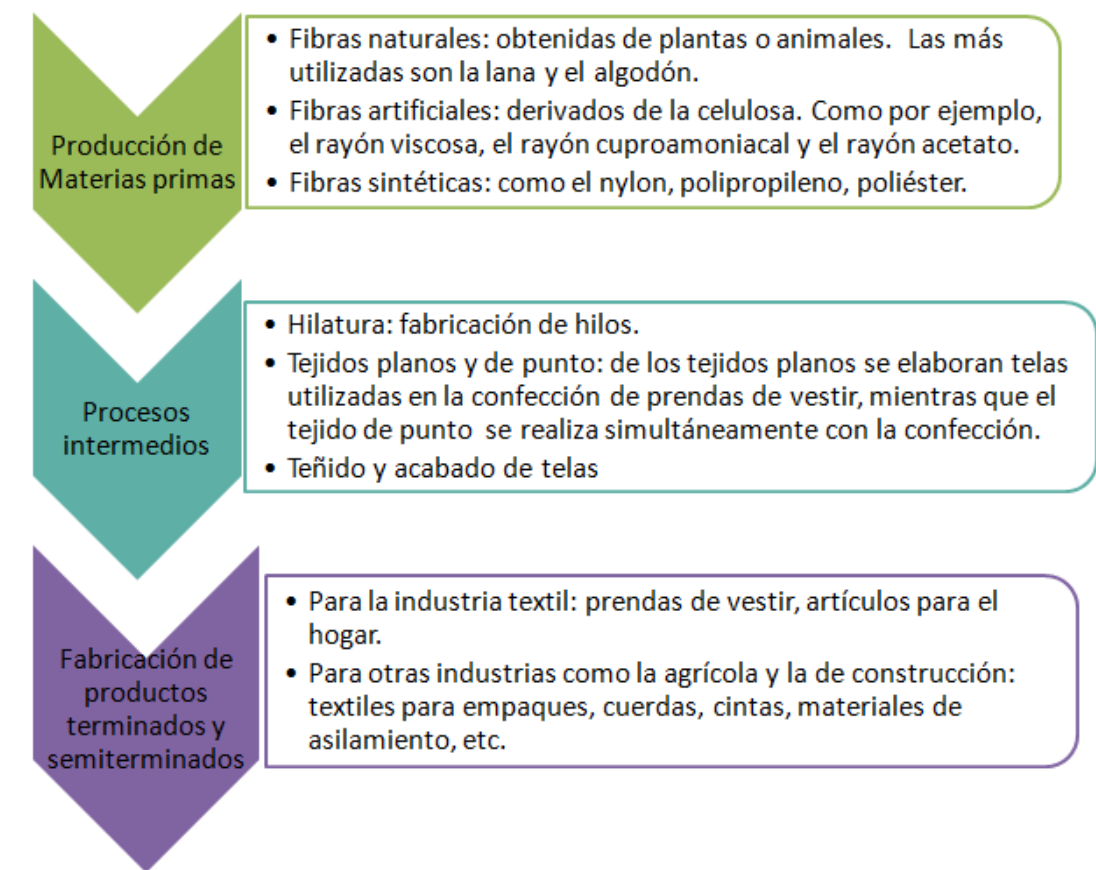 Producción de
Materias primas
• Fibras naturales: obtenidas de plantas o animales. Las más
utilizadas son la lana y el algodón.
• Fibras artificiales: derivados de la celulosa. Como por ejemplo,
el rayón viscosa, el rayón cuproamoniacal y el rayón acetato.
• Fibras sintéticas: como el nylon, polipropileno, poliéster.
Procesos
intermedios
• Hilatura: fabricación de hilos.
• Tejidos planos y de punto: de los tejidos planos se elaboran telas
utilizadas en la confección de prendas de vestir, mientras que el
tejido de punto se realiza simultáneamente con la confección.
• Teñido y acabado de telas
Fabricación de
productos
terminados y
semiterminados
• Para la industria textil: prendas de vestir, artículos para el
hogar.
• Para otras industrias como la agrícola y la de construcción:
textiles para empaques, cuerdas, cintas, materiales de
asilamiento, etc.